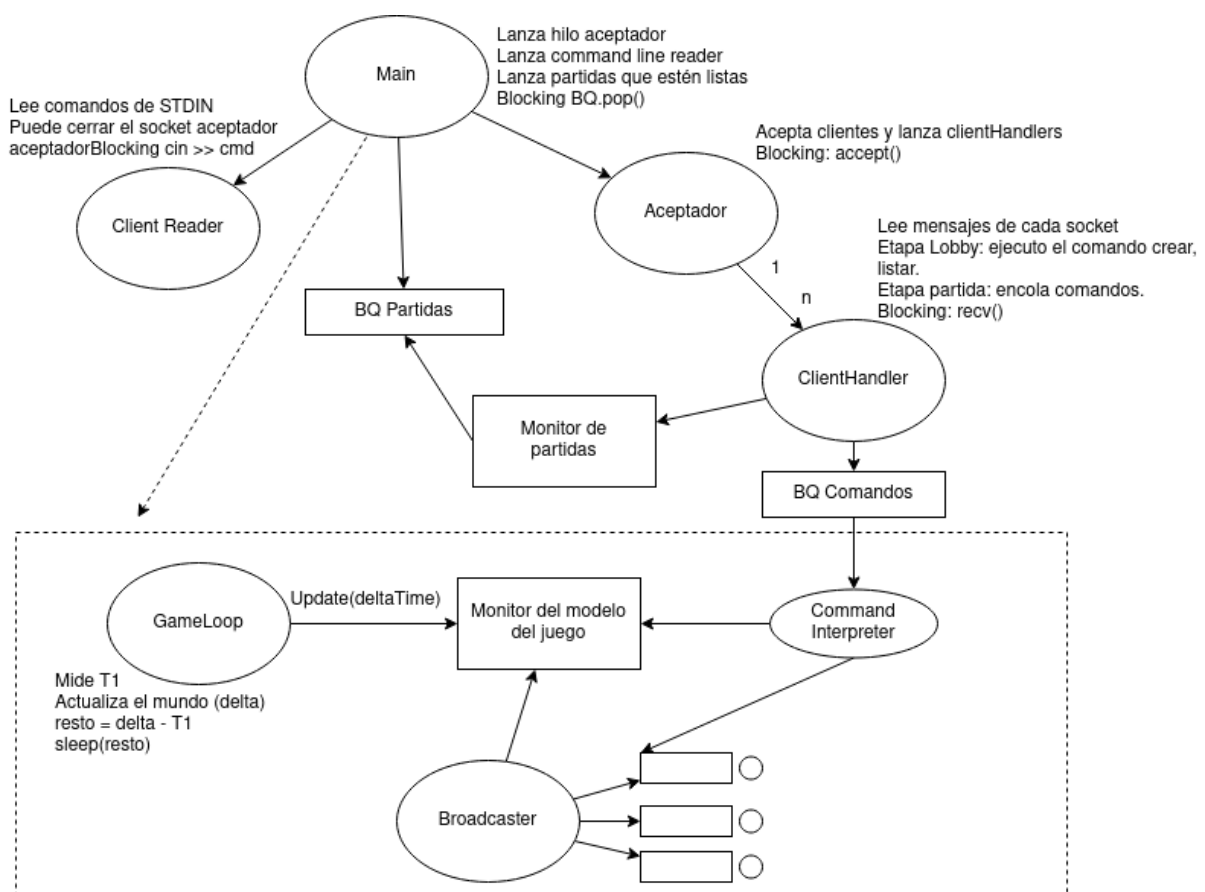 Main
Lanza hilo aceptador
Lanza command line reader
Lanza partidas que estén listas
Blocking BQ.pop()
Lee comandos de STDIN
Puede cerrar el socket aceptador
aceptadorBlocking cin >> cmd
Client Reader
Acepta clientes y lanza clientHandlers
Blocking: accept()
Aceptador
1
n
Lee mensajes de cada socket
Etapa Lobby: ejecuto el comando crear,
listar.
Etapa partida: encola comandos.
Blocking: recv()
BQ Partidas
ClientHandler
Monitor de
partidas
BQ Comandos
GameLoop
Update(deltaTime)
Monitor del modelo
del juego
Command
Interpreter
Mide T1
Actualiza el mundo (delta)
resto = delta - T1
sleep(resto)
Broadcaster